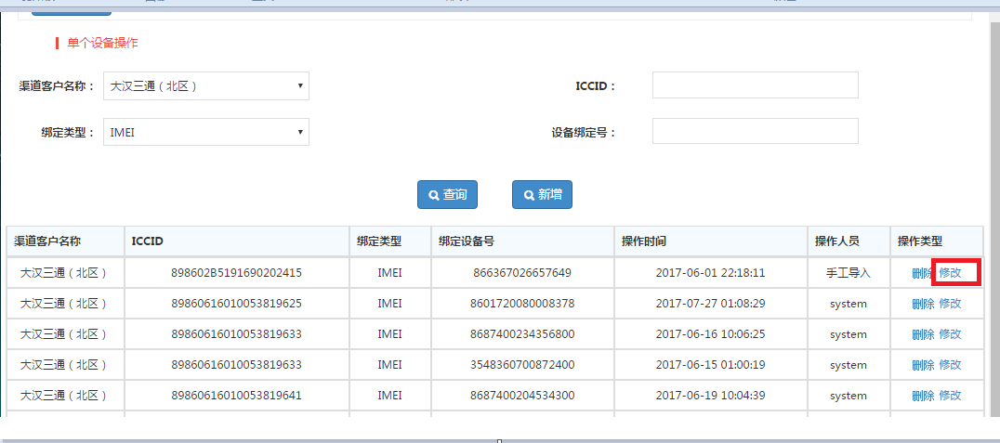 单个设备操作
渠道客户名称： 大汉三通（北区） ICCID：
绑定类型： IMEI 设备绑定号：
查询 新增
渠道客户名称 ICCID 绑定类型 绑定设备号 操作时间 操作人员 操作类型
大汉三通（北区） 898602B5191690202415 IMEI 866367026657649 2017-06-01 22:18:11 手工导入 删除 修改
大汉三通（北区） 89860616010053819625 IMEI 8601720080008378 2017-07-27 01:08:29 system 删除 修改
大汉三通（北区） 89860616010053819633 IMEI 8687400234356800 2017-06-16 10:06:25 system 删除 修改
大汉三通（北区） 89860616010053819633 IMEI 3548360700872400 2017-06-15 01:00:19 system 删除 修改
大汉三通（北区） 89860616010053819641 IMEI 8687400204534300 2017-06-19 10:04:39 system 删除 修改